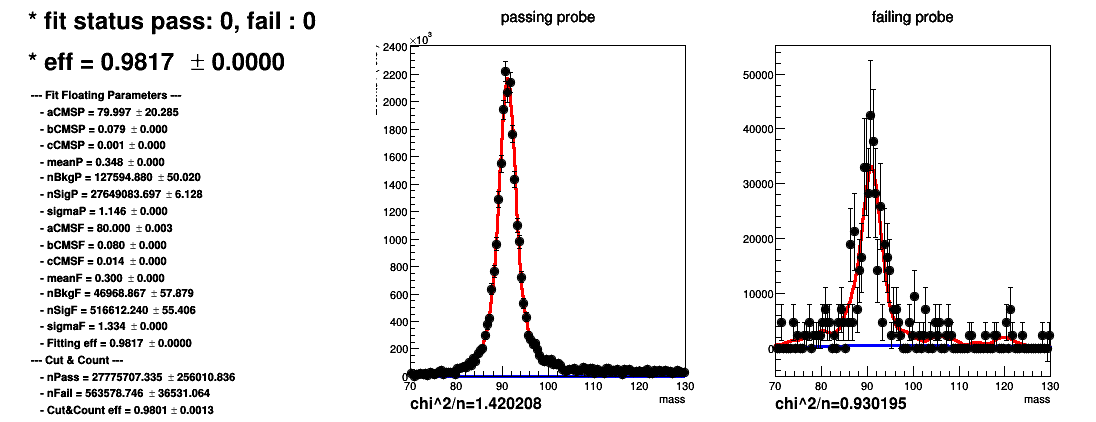 * fit status pass: 0, fail : 0
* eff = 0.9817 ± 0.0000
--- Fit Floating Parameters ---
- aCMSP = 79.997 ± 20.285
- bCMSP = 0.079 ± 0.000
- cCMSP = 0.001 ± 0.000
- meanP = 0.348 ± 0.000
- nBkgP = 127594.880 ± 50.020
- nSigP = 27649083.697 ± 6.128
- sigmaP = 1.146 ± 0.000
- aCMSF = 80.000 ± 0.003
- bCMSF = 0.080 ± 0.000
- cCMSF = 0.014 ± 0.000
- meanF = 0.300 ± 0.000
- nBkgF = 46968.867 ± 57.879
- nSigF = 516612.240 ± 55.406
- sigmaF = 1.334 ± 0.000
- Fitting eff = 0.9817 ± 0.0000
--- Cut & Count ---
- nPass = 27775707.335 ± 256010.836
- nFail = 563578.746 ± 36531.064
- Cut&Count eff = 0.9801 ± 0.0013
passing probe
×10³
2400
2200
2000
1800
1600
1400
1200
1000
800
600
400
200
0
70 80 90 100 110 120 130
mass
chi^2/n=1.420208
failing probe
50000
40000
30000
20000
10000
0
70 80 90 100 110 120 130
mass
chi^2/n=0.930195